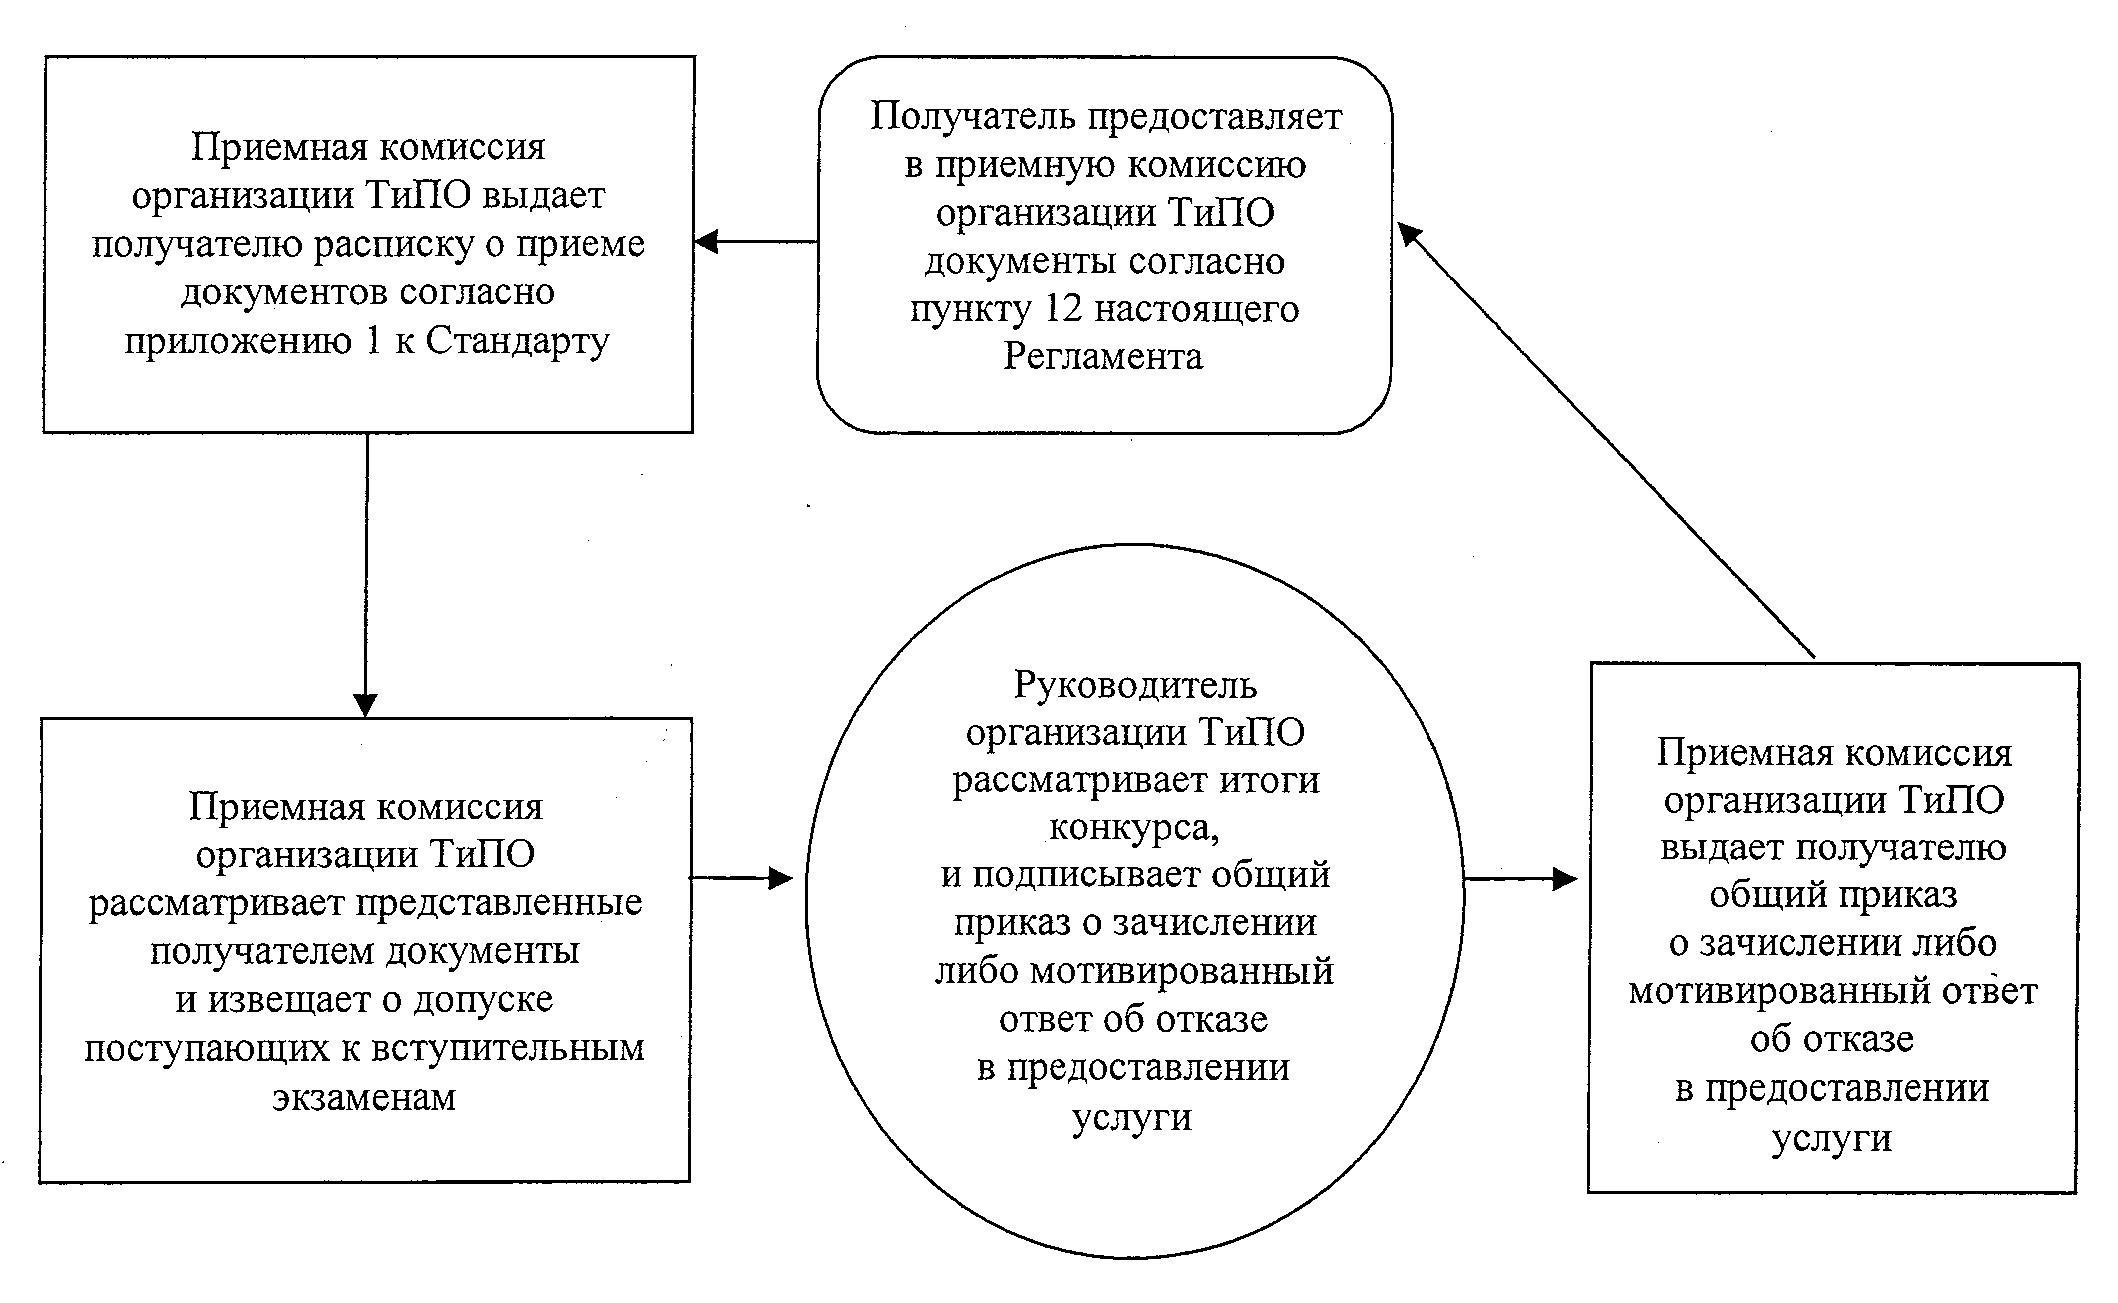 Приемная комиссия
организации ТиПО выдает
получателю расписку о приеме
документов согласно
приложению 1 к Стандарту
Получатель предоставляет
в приемную комиссию
организации ТиПО
документы согласно
пункту 12 настоящего
Регламента
Приемная комиссия
организации ТиПО
рассматривает представленные
получателем документы
и извещает о допуске
поступающих к вступительным
экзаменам
Руководитель
организации ТиПО
рассматривает итоги
конкурса,
и подписывает общий
приказ о зачислении
либо мотивированный
ответ об отказе
в предоставлении
услуги
Приемная комиссия
организации ТиПО
выдает получателю
общий приказ
о зачислении либо
мотивированный ответ
об отказе
в предоставлении
услуги